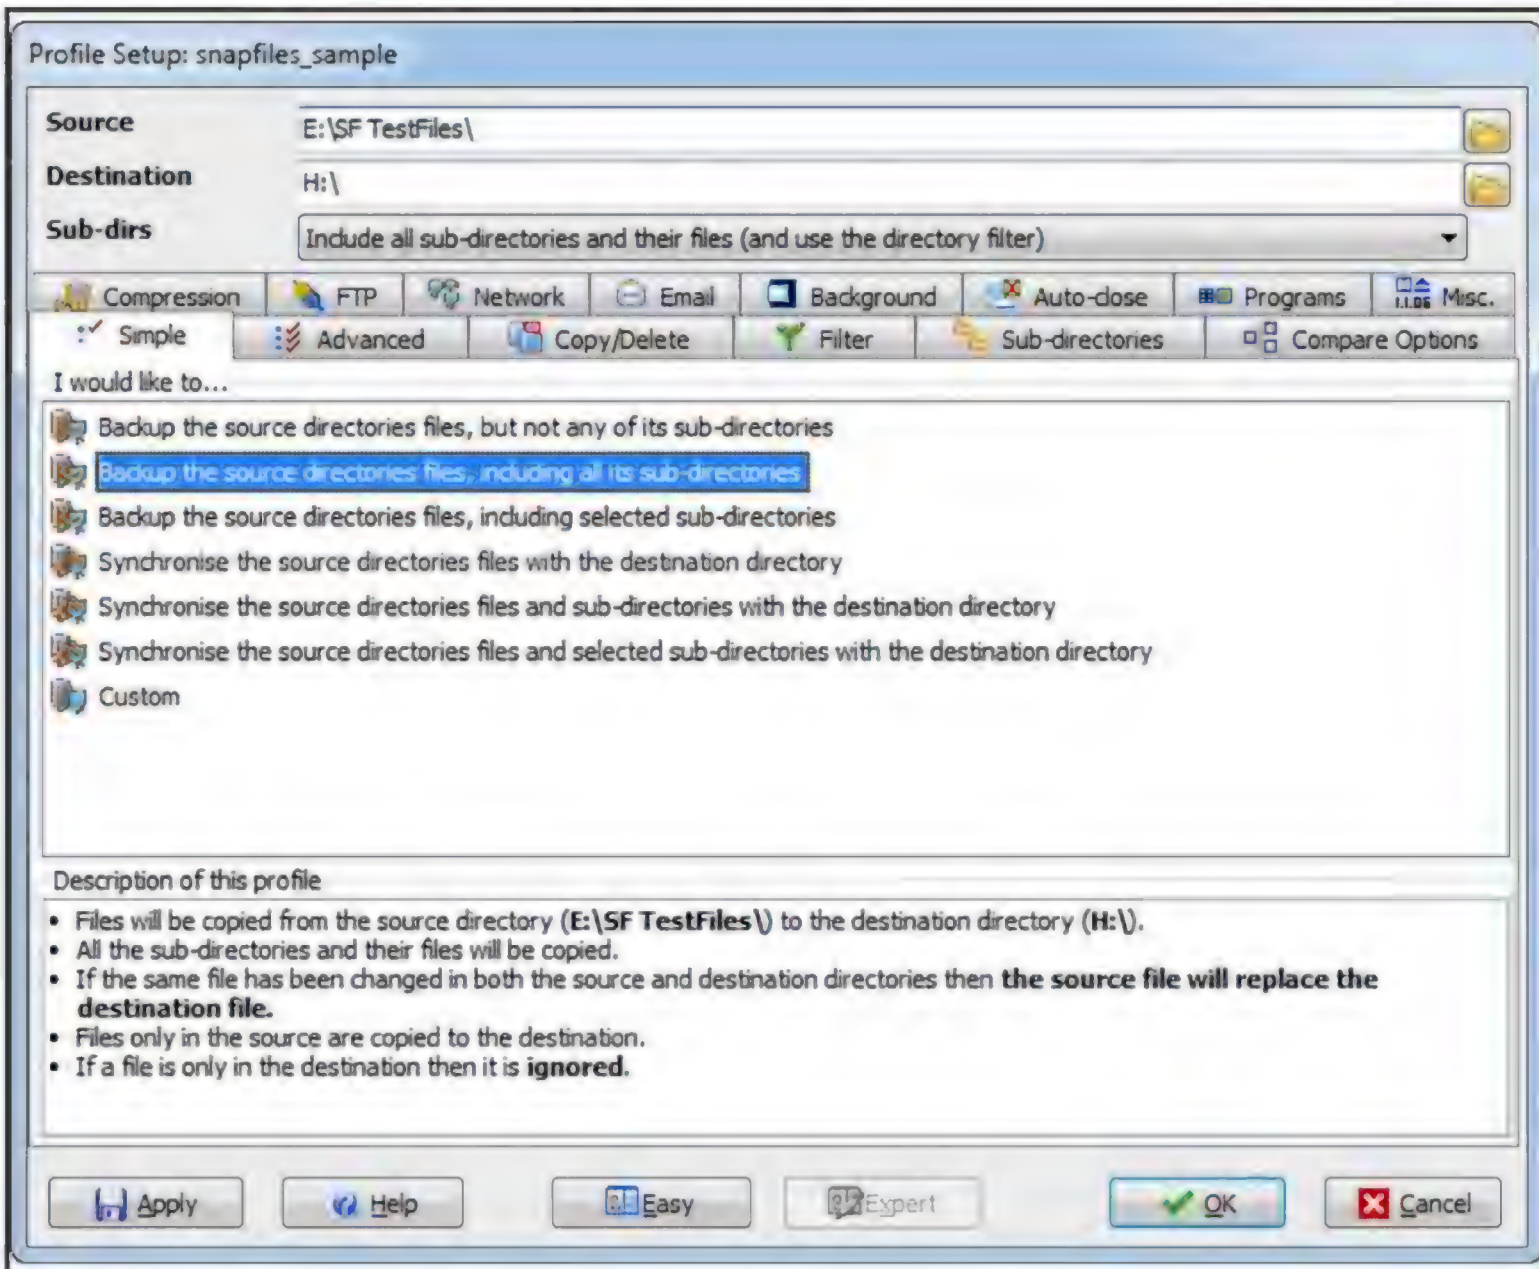 Profile Setup: snapfiles_sample
Source
E:\SF TestFiles\
Destination
H:\
Sub-dirs
Include all sub-directories and their files (and use the directory filter)
Compression FTP Network Email Background Auto-close Programs Misc.
Simple Advanced Copy/Delete Filter Sub-directories Compare Options
I would like to...
Backup the source directories files, but not any of its sub-directories
Backup the source directories files, including all its sub-directories
Backup the source directories files, including selected sub-directories
Synchronise the source directories files with the destination directory
Synchronise the source directories files and sub-directories with the destination directory
Synchronise the source directories files and selected sub-directories with the destination directory
Custom
Description of this profile
• Files will be copied from the source directory (E:\SF TestFiles\) to the destination directory (H:\).
• All the sub-directories and their files will be copied.
• If the same file has been changed in both the source and destination directories then the source file will replace the
destination file.
• Files only in the source are copied to the destination.
• If a file is only in the destination then it is ignored.
Apply Help Easy Expert OK Cancel